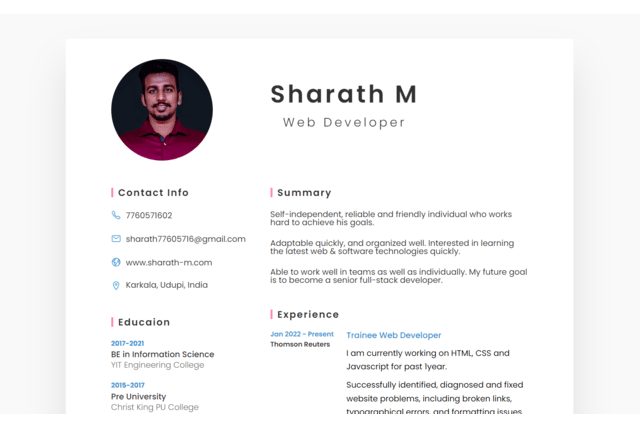 Sharath M
Web Developer
Contact Info
7760571602
sharath77605716@gmail.com
www.sharath-m.com
Karkala, Udupi, India
Educaion
2017-2021
BE in Information Science
YIT Engineering College
2015-2017
Pre University
Christ King PU College
Summary
Self-independent, reliable and friendly individual who works
hard to achieve his goals.
Adaptable quickly, and organized well. Interested in learning
the latest web & software technologies quickly.
Able to work well in teams as well as individually. My future goal
is to become a senior full-stack developer.
Experience
Jan 2022 - Present
Thomson Reuters
Trainee Web Developer
I am currently working on HTML, CSS and
Javascript for past 1year.
Successfully identified, diagnosed and fixed
website problems, including broken links,
typographical errors, and formatting issues